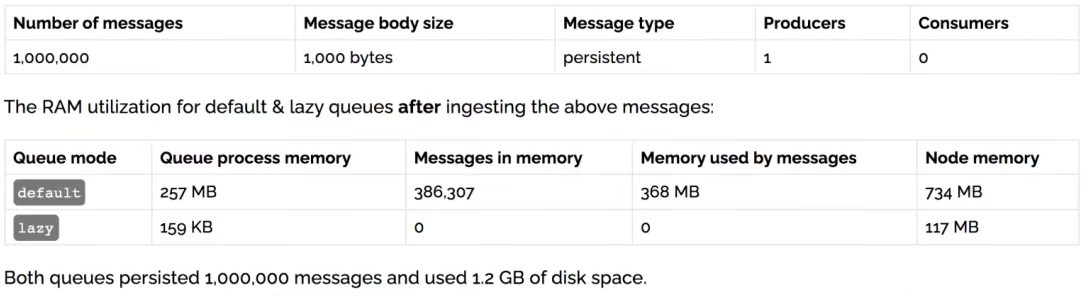 Number of messages Message body size Message type Producers Consumers
1,000,000 1,000 bytes persistent 1 0
The RAM utilization for default & lazy queues after ingesting the above messages:
Queue mode Queue process memory Messages in memory Memory used by messages Node memory
default 257 MB 386,307 368 MB 734 MB
lazy 159 KB 0 0 117 MB
Both queues persisted 1,000,000 messages and used 1.2 GB of disk space.